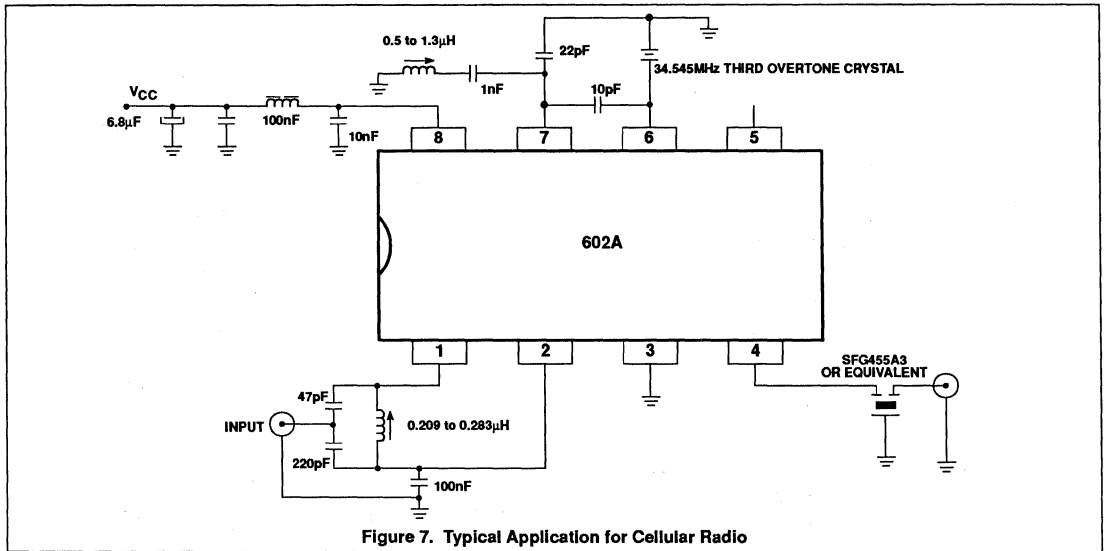 0.5 to 1.3µH
22pF
34.545MHz THIRD OVERTONE CRYSTAL
1nF
10pF
VCC
6.8µF
100nF
10nF
8
7
6
5
602A
1
2
3
4
SFG455A3
OR EQUIVALENT
47pF
INPUT
0.209 to 0.283µH
220pF
100nF
Figure 7. Typical Application for Cellular Radio